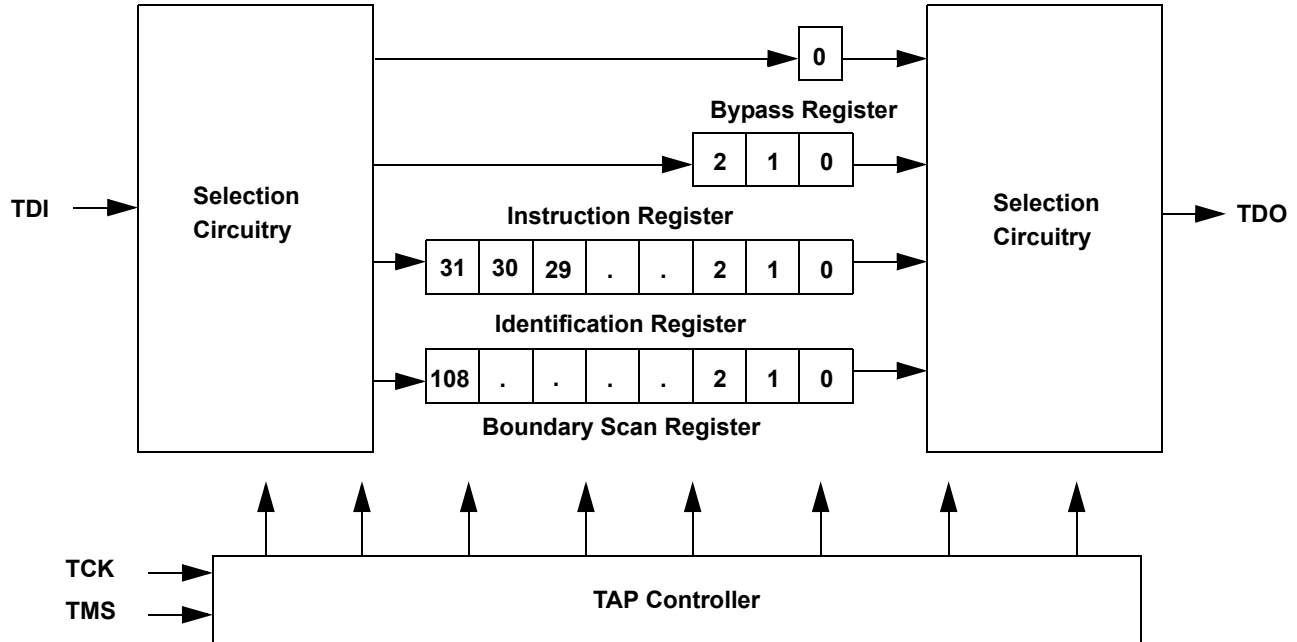 0
Bypass Register
2 1 0
Selection
Circuitry
TDI
Instruction Register
31 30 29 . . 2 1 0
Identification Register
108 . . . . 2 1 0
Boundary Scan Register
Selection
Circuitry
TDO
TCK
TMS
TAP Controller